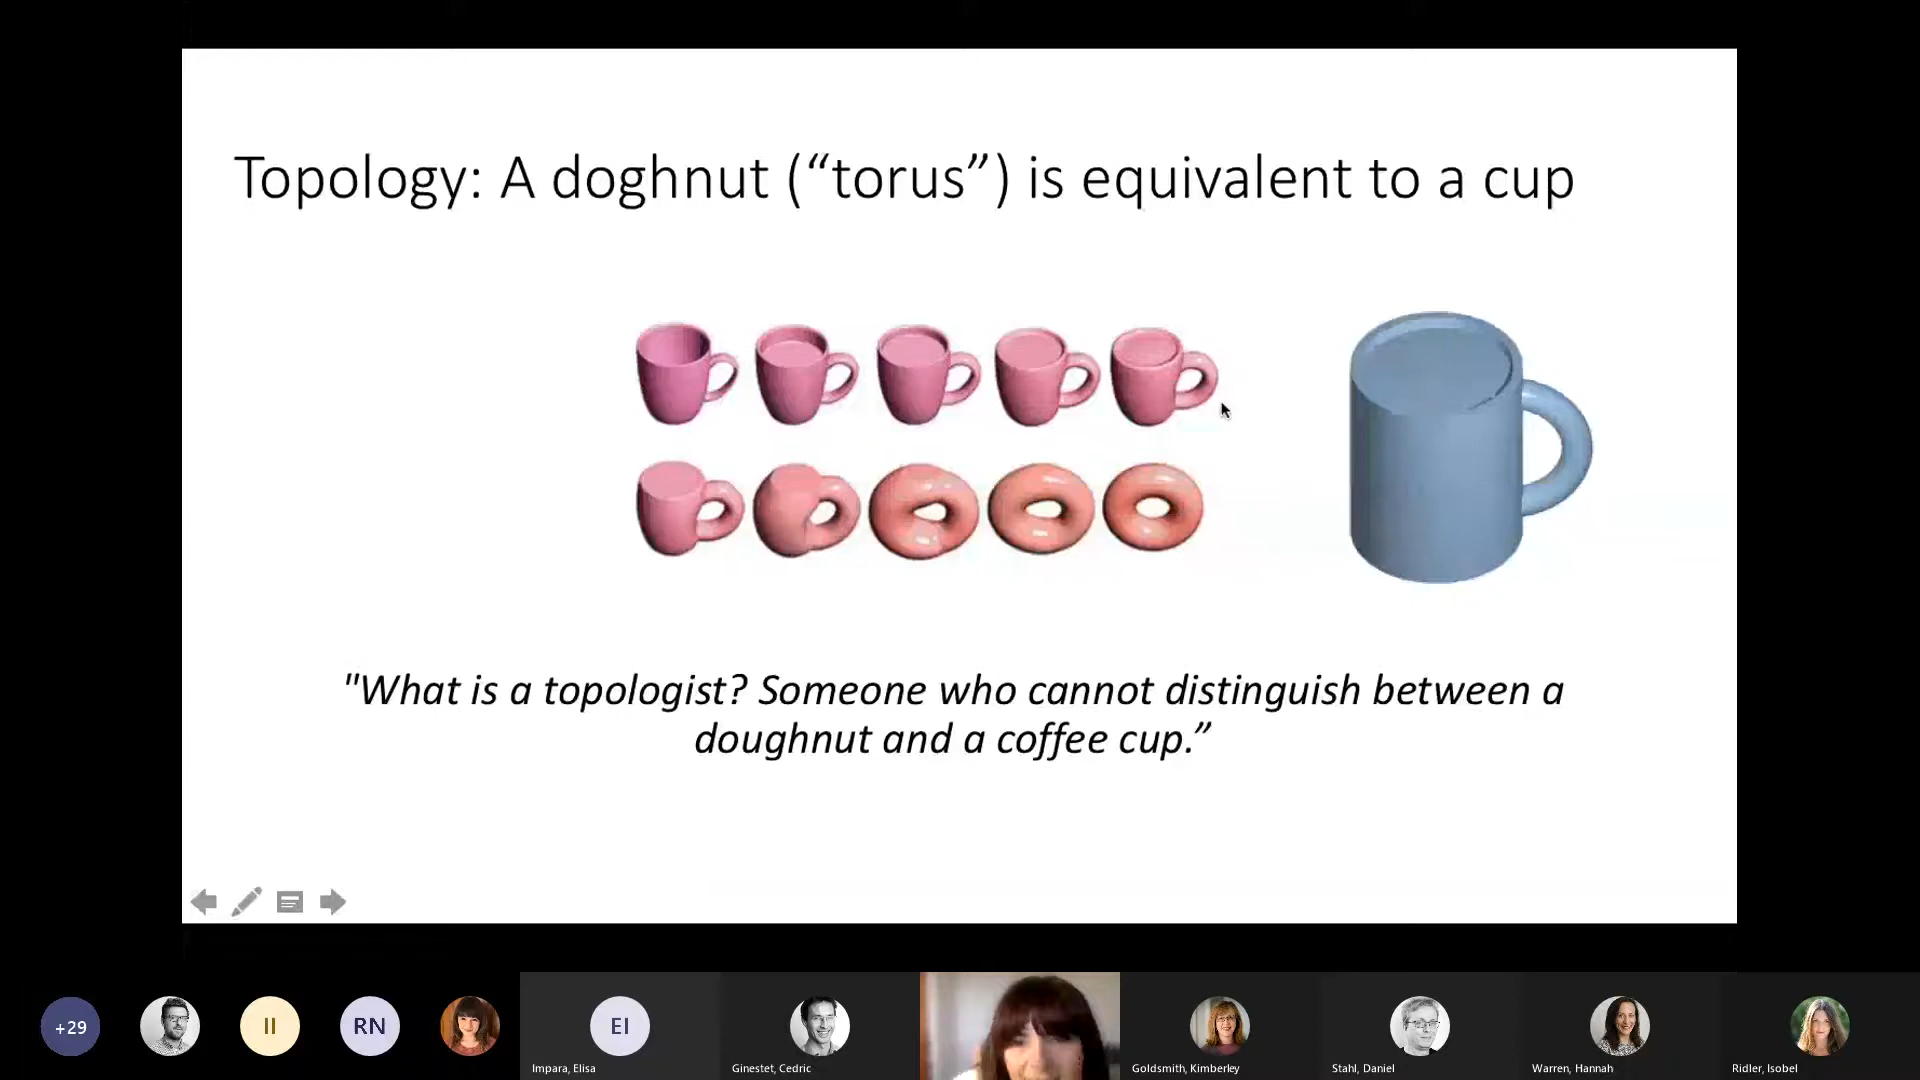 Topology: A doghnut (“torus”) is equivalent to a cup
"What is a topologist? Someone who cannot distinguish between a
doughnut and a coffee cup.”
+29
II
RN
EI
Impara, Elisa
Ginestet, Cedric
Goldsmith, Kimberley
Stahl, Daniel
Warren, Hannah
Ridler, Isobel